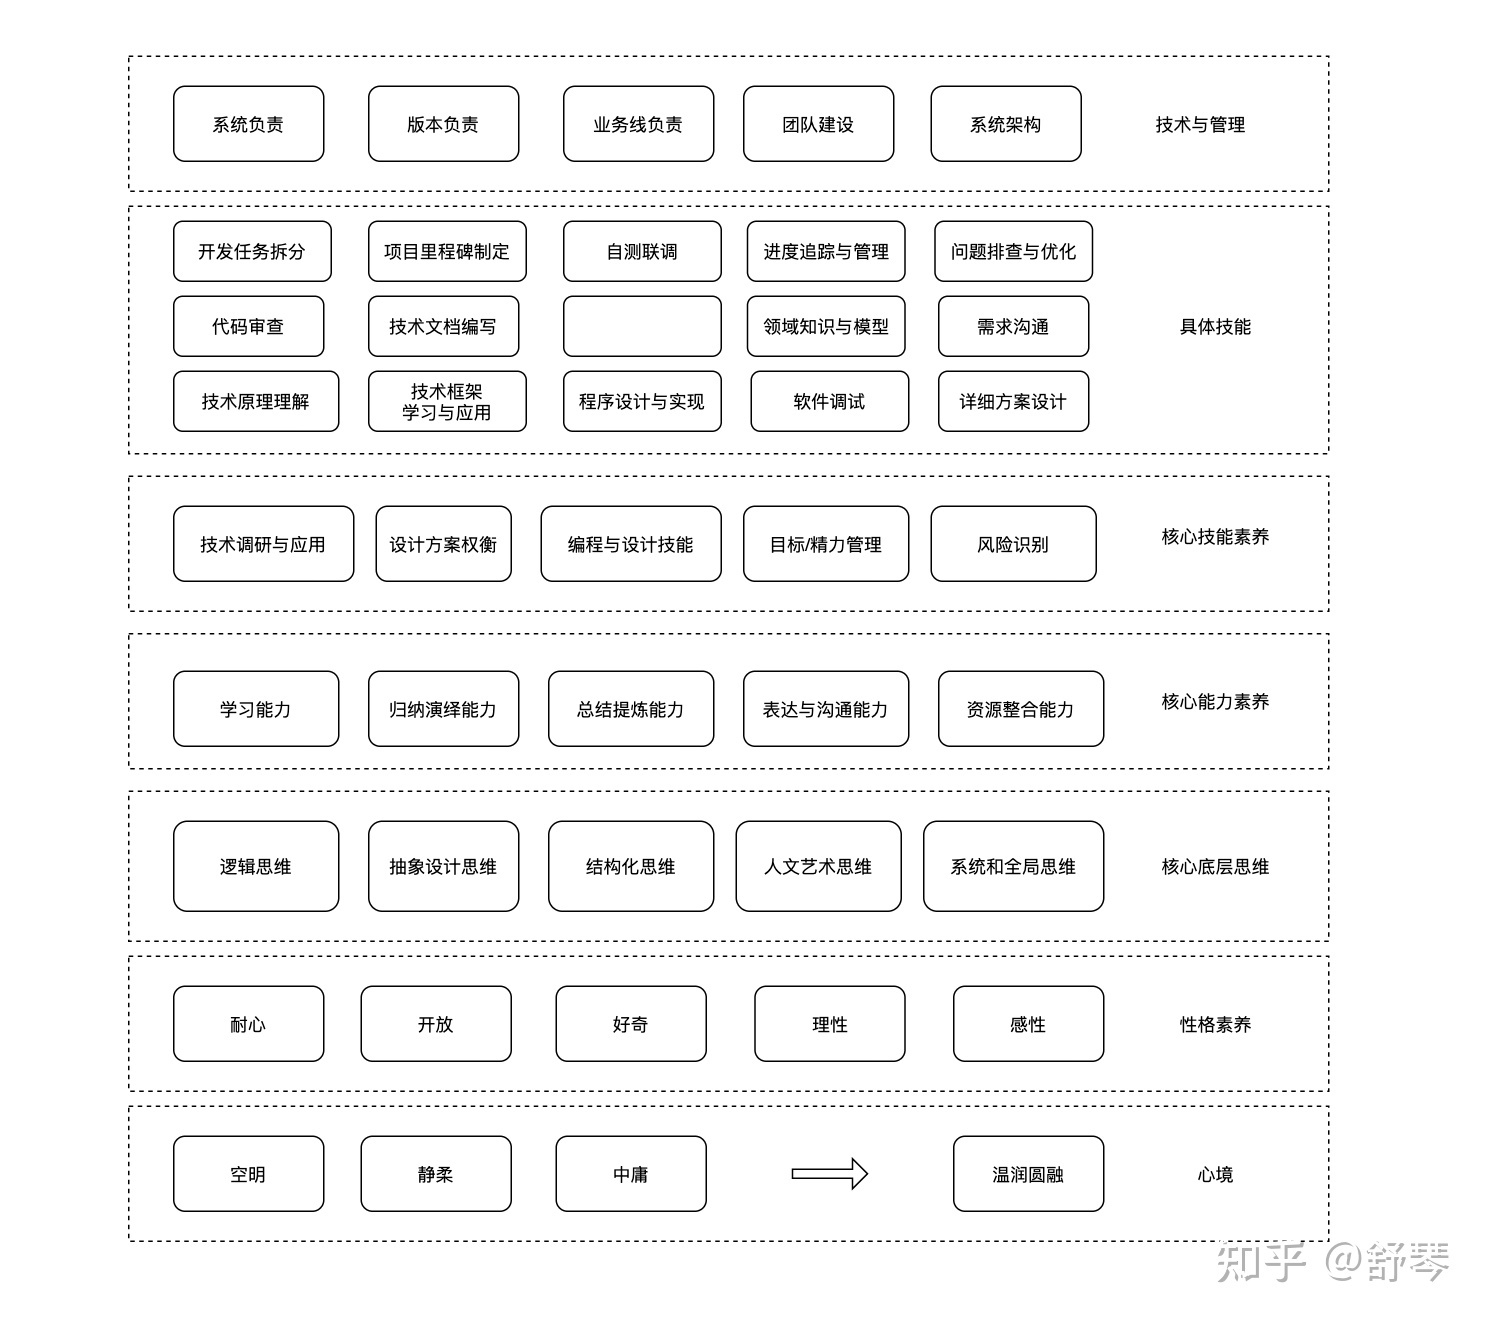 系统负责
版本负责
业务线负责
团队建设
系统架构
技术与管理
开发任务拆分
项目里程碑制定
自测联调
进度追踪与管理
问题排查与优化
代码审查
技术文档编写
领域知识与模型
需求沟通
具体技能
技术原理理解
技术框架
学习与应用
程序设计与实现
软件调试
详细方案设计
技术调研与应用
设计方案权衡
编程与设计技能
目标/精力管理
风险识别
核心技能素养
学习能力
归纳演绎能力
总结提炼能力
表达与沟通能力
资源整合能力
核心能力素养
逻辑思维
抽象设计思维
结构化思维
人文艺术思维
系统和全局思维
核心底层思维
耐心
开放
好奇
理性
感性
性格素养
空明
静柔
中庸
温润圆融
心境
知乎 @舒琴